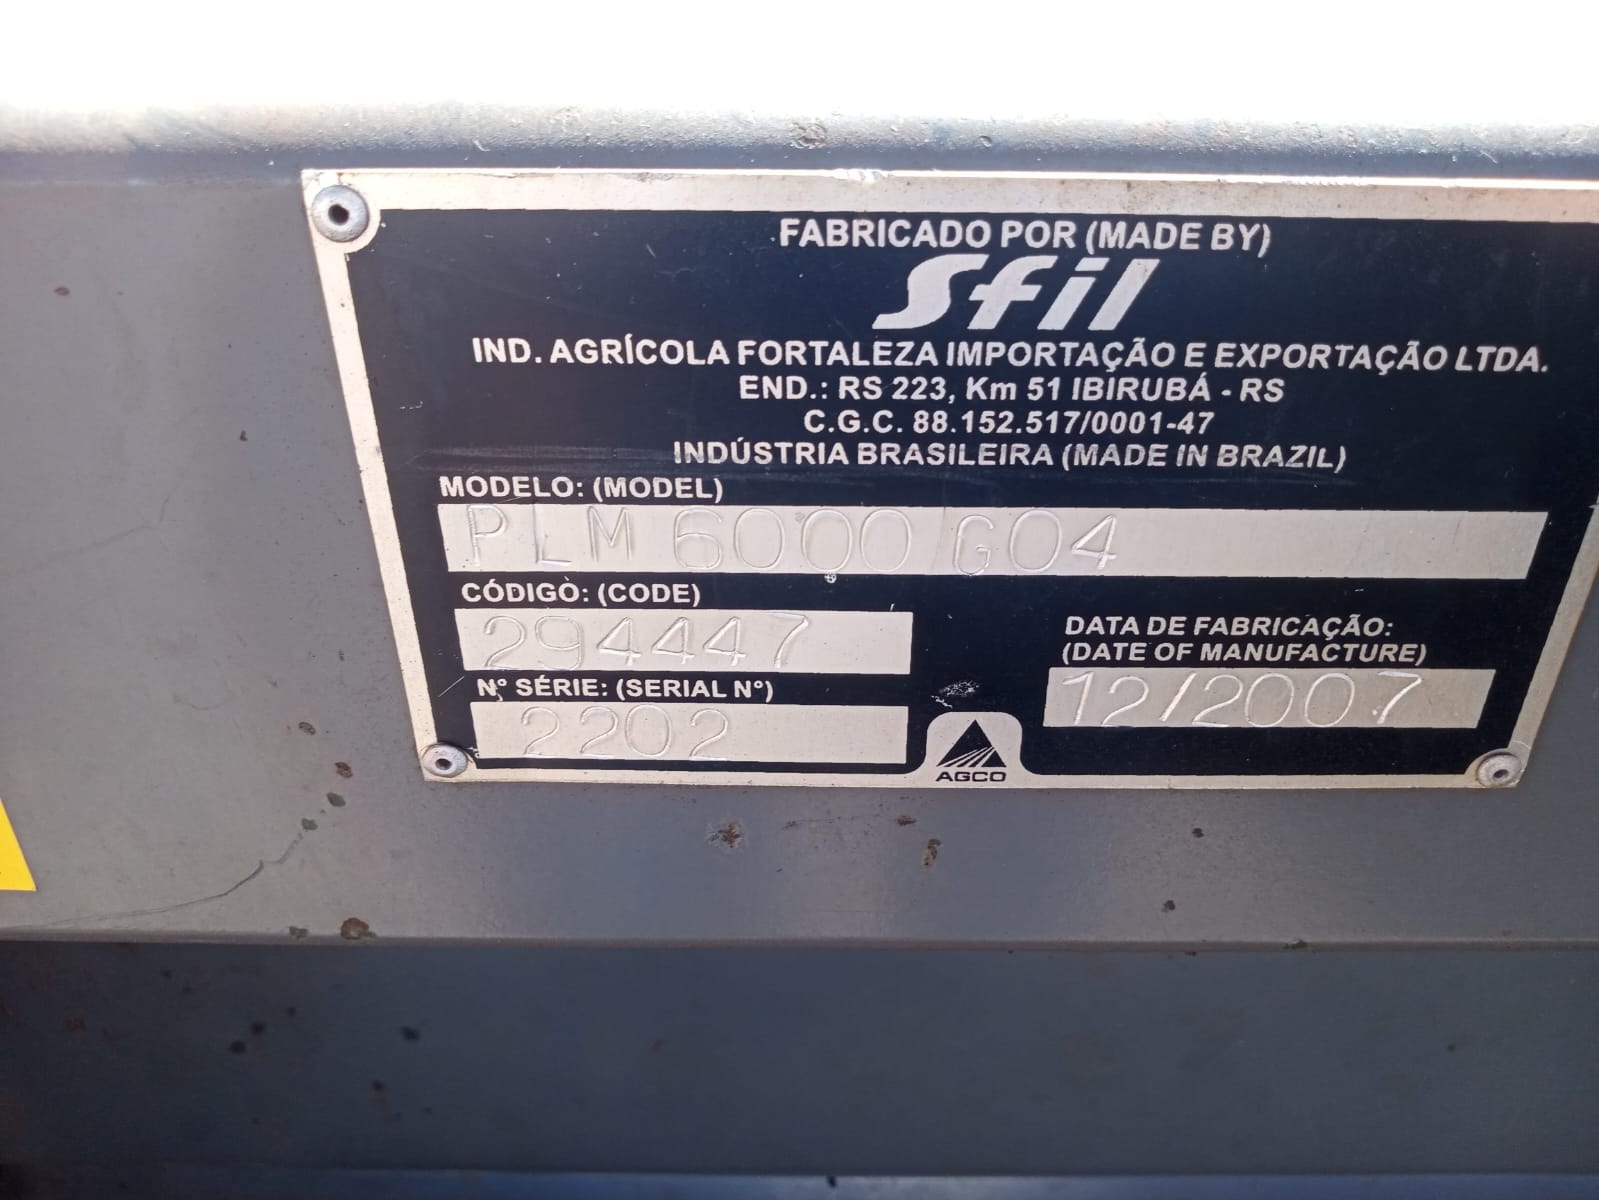 FABRICADO POR (MADE BY)
Sfil
IND. AGRÍCOLA FORTALEZA IMPORTAÇÃO E EXPORTAÇÃO LTDA.
END.: RS 223, Km 51 IBIRUBÁ - RS
C.G.C. 88.152.517/0001-47
INDÚSTRIA BRASILEIRA (MADE IN BRAZIL)
MODELO: (MODEL)
PLM 6000 G04
CÓDIGO: (CODE)
294447
Nº SÉRIE: (SERIAL Nº)
2202
DATA DE FABRICAÇÃO:
(DATE OF MANUFACTURE)
12/2007
AGCO